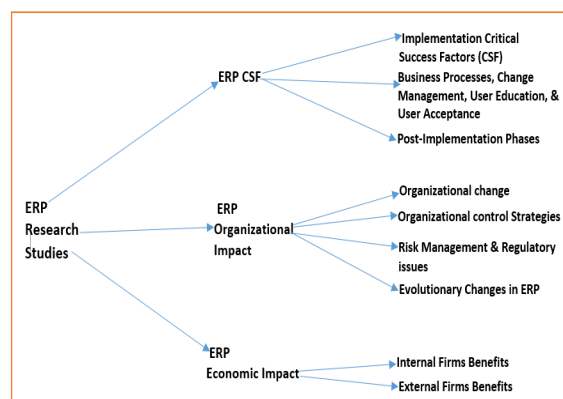 Implementation Critical
Success Factors (CSF)
ERP CSF
Business Processes, Change
Management, User Education, &
User Acceptance
Post-Implementation Phases
ERP
Research
Studies
ERP
Organizational
Impact
Organizational change
Organizational control Strategies
Risk Management & Regulatory
issues
Evolutionary Changes in ERP
ERP
Economic Impact
Internal Firms Benefits
External Firms Benefits